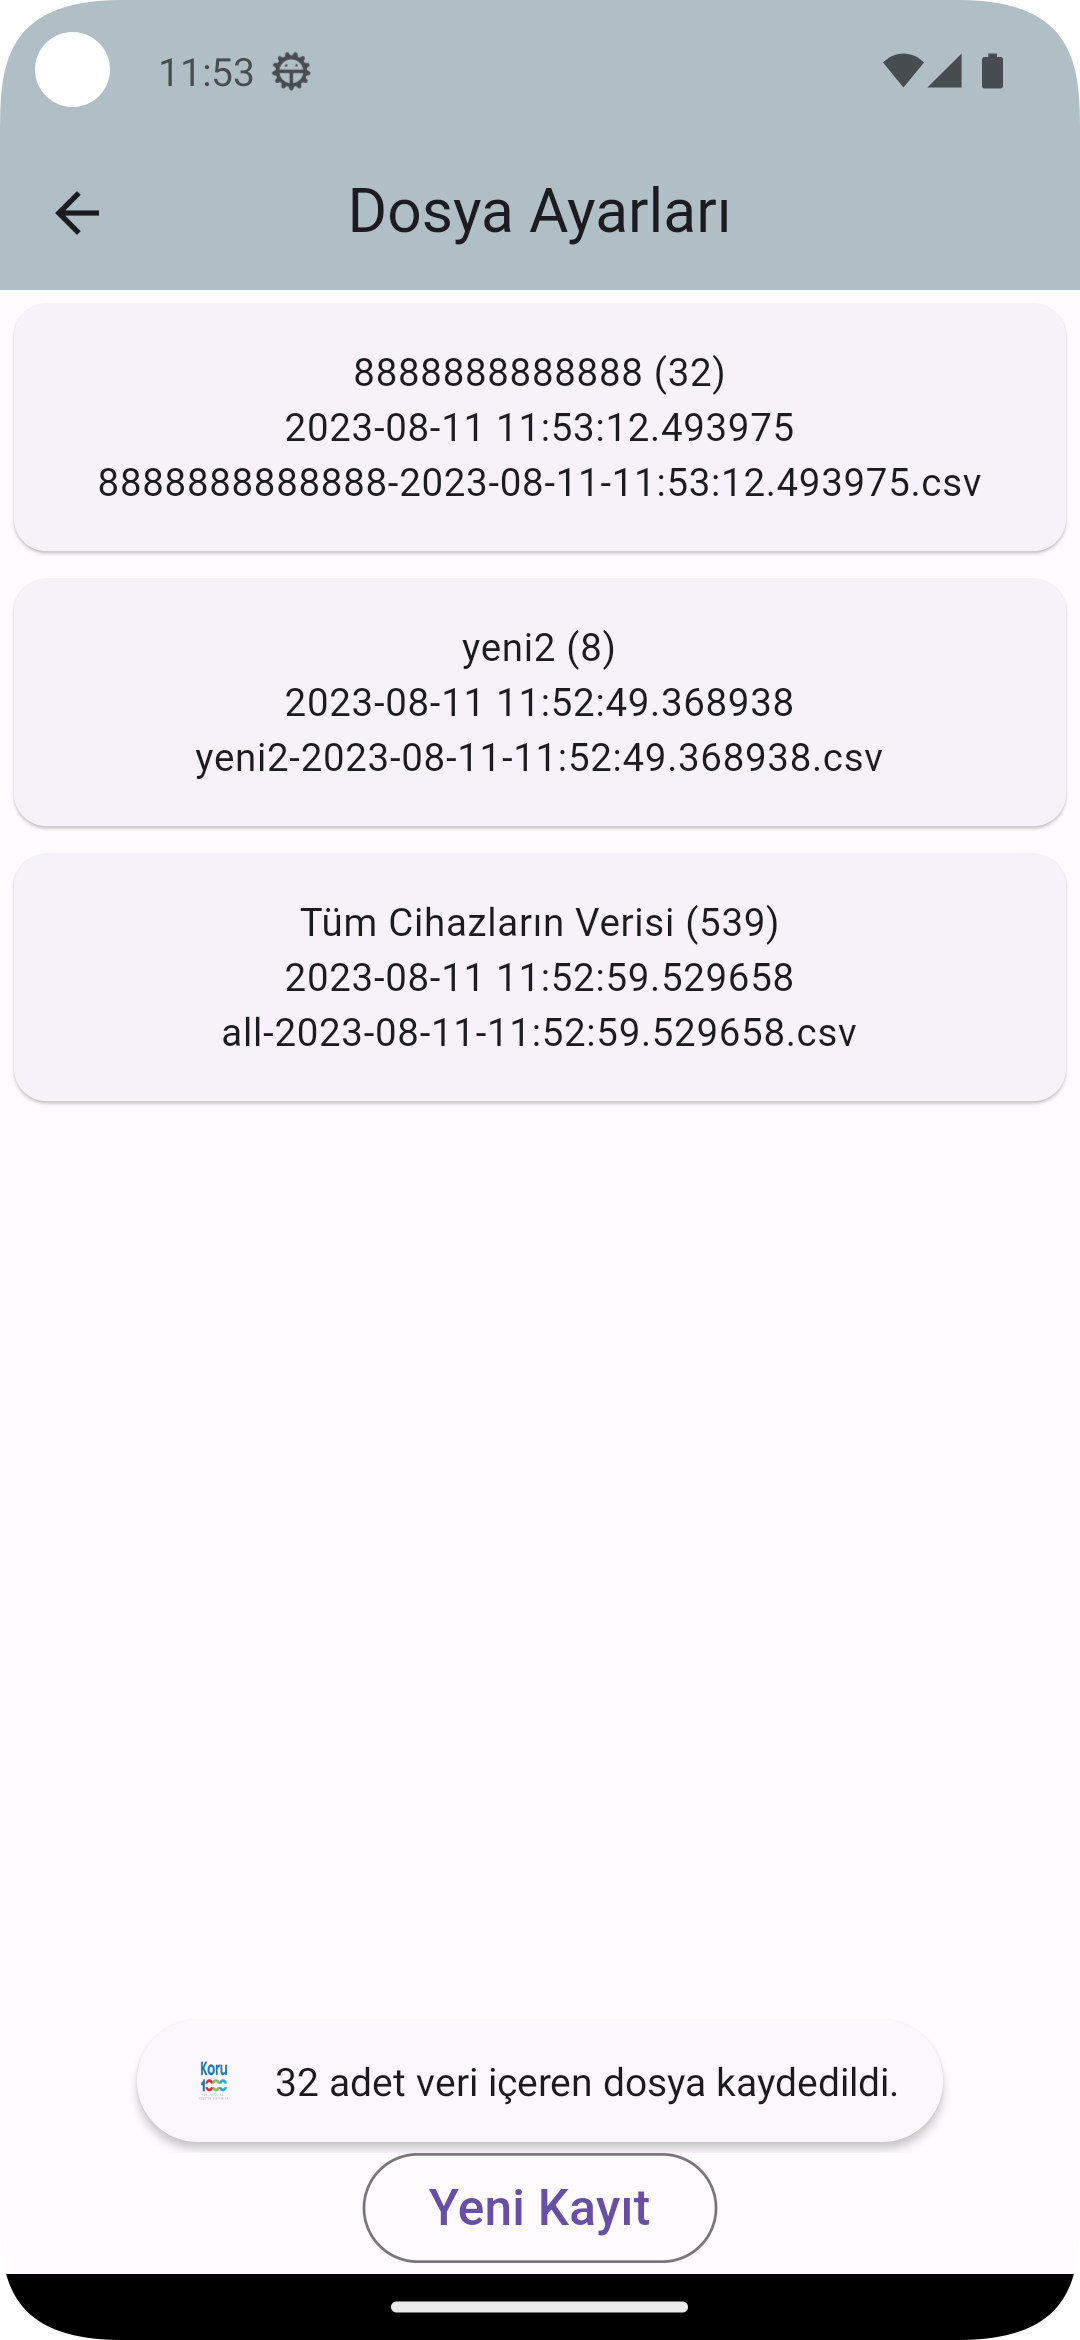 11:53
Dosya Ayarları
8888888888888 (32)
2023-08-11 11:53:12.493975
8888888888888-2023-08-11-11:53:12.493975.csv
yeni2 (8)
2023-08-11 11:52:49.368938
yeni2-2023-08-11-11:52:49.368938.csv
Tüm Cihazların Verisi (539)
2023-08-11 11:52:59.529658
all-2023-08-11-11:52:59.529658.csv
Koru
1000
32 adet veri içeren dosya kaydedildi.
Yeni Kayıt